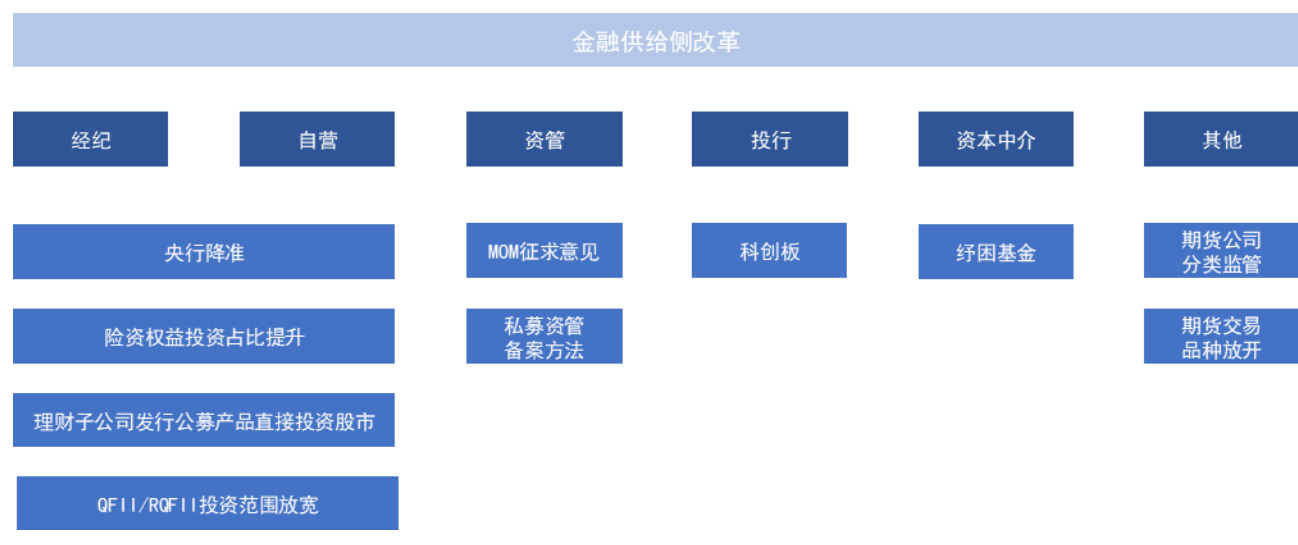 金融供给侧改革
经纪
自营
资管
投行
资本中介
其他
央行降准
MOM征求意见
科创板
纾困基金
期货公司
分类监管
险资权益投资占比提升
私募资管
备案方法
期货交易
品种放开
理财子公司发行公募产品直接投资股市
QFII/RQFII投资范围放宽